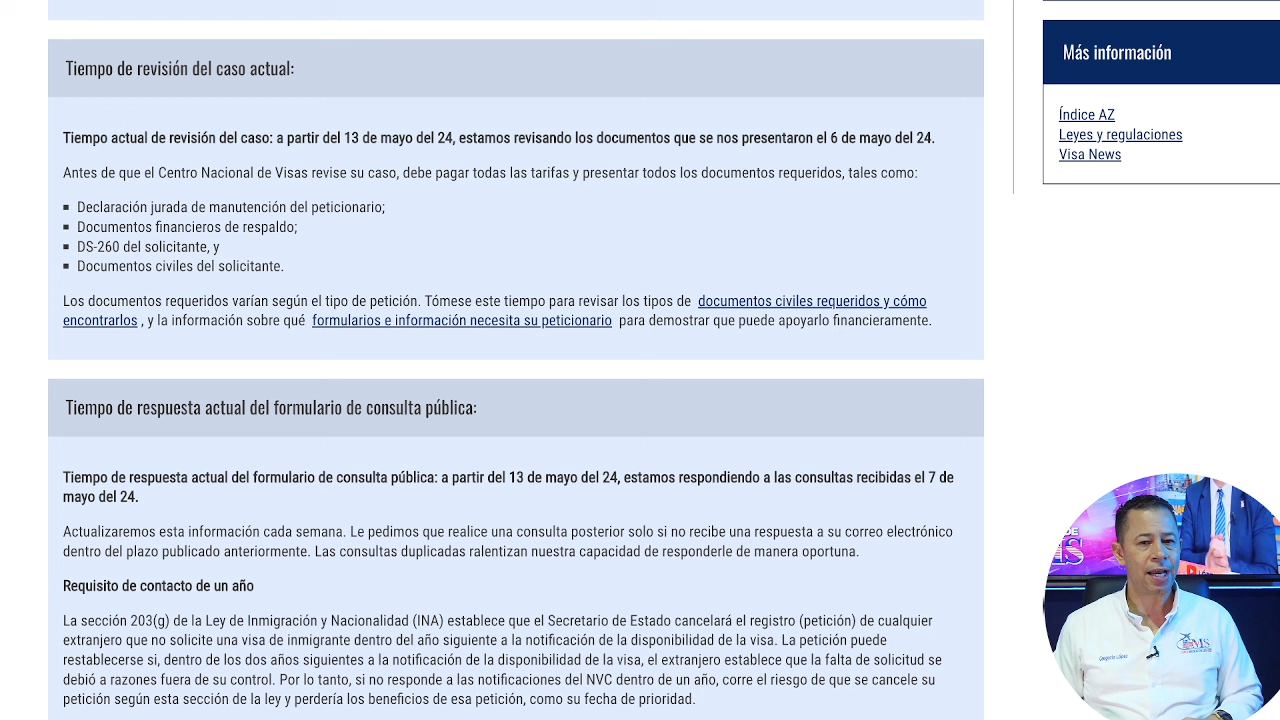 Tiempo de revisión del caso actual:
Tiempo actual de revisión del caso: a partir del 13 de mayo del 24, estamos revisando los documentos que se nos presentaron el 6 de mayo del 24.
Antes de que el Centro Nacional de Visas revise su caso, debe pagar todas las tarifas y presentar todos los documentos requeridos, tales como:
Declaración jurada de manutención del peticionario;
Documentos financieros de respaldo;
DS-260 del solicitante, y
Documentos civiles del solicitante.
Los documentos requeridos varían según el tipo de petición. Tómese este tiempo para revisar los tipos de documentos civiles requeridos y cómo
encontrarlos , y la información sobre qué formularios e información necesita su peticionario para demostrar que puede apoyarlo financieramente.
Tiempo de respuesta actual del formulario de consulta pública:
Tiempo de respuesta actual del formulario de consulta pública: a partir del 13 de mayo del 24, estamos respondiendo a las consultas recibidas el 7 de
mayo del 24.
Actualizaremos esta información cada semana. Le pedimos que realice una consulta posterior solo si no recibe una respuesta a su correo electrónico
dentro del plazo publicado anteriormente. Las consultas duplicadas ralentizan nuestra capacidad de responderle de manera oportuna.
Requisito de contacto de un año
La sección 203(g) de la Ley de Inmigración y Nacionalidad (INA) establece que el Secretario de Estado cancelará el registro (petición) de cualquier
extranjero que no solicite una visa de inmigrante dentro del año siguiente a la notificación de la disponibilidad de la visa. La petición puede
restablecerse si, dentro de los dos años siguientes a la notificación de la disponibilidad de la visa, el extranjero establece que la falta de solicitud se
debió a razones fuera de su control. Por lo tanto, si no responde a las notificaciones del NVC dentro de un año, corre el riesgo de que se cancele su
petición según esta sección de la ley y perdería los beneficios de esa petición, como su fecha de prioridad.
Más información
Índice AZ
Leyes y regulaciones
Visa News
Gregorio López